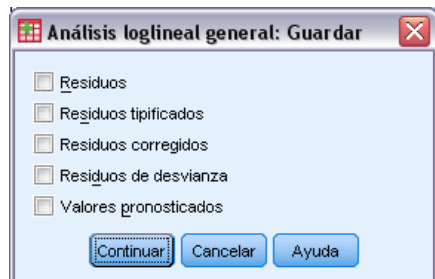 Análisis loglineal general: Guardar
Residuos
Residuos tipificados
Residuos corregidos
Residuos de desvianza
Valores pronosticados
Continuar Cancelar Ayuda